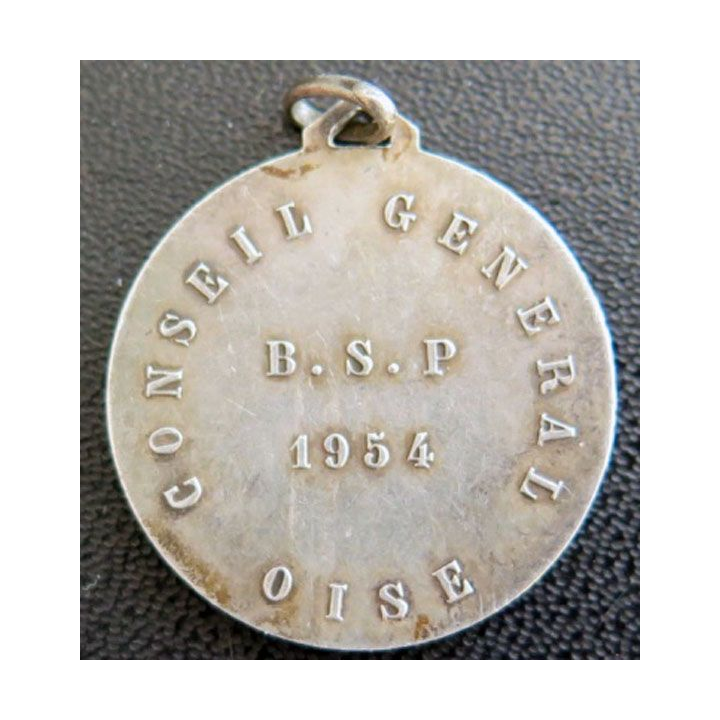 CONSEIL GENERAL
B.S.P
1954
OISE